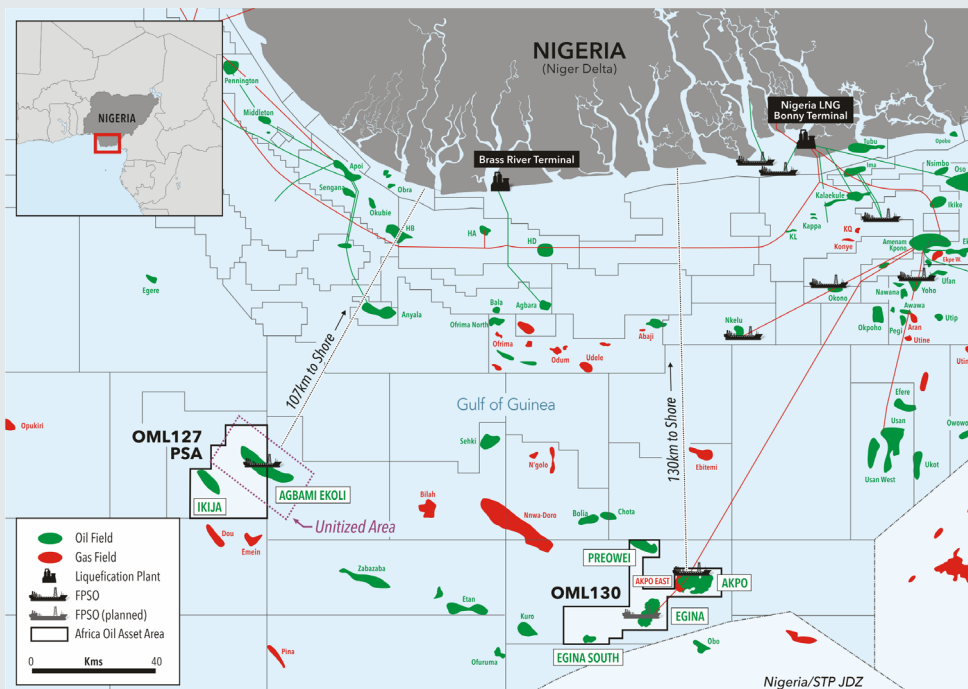 NIGERIA
NIGERIA
(Niger Delta)
Pennington
Middleton
Apoi
Sengana
Obra
Okubie
HB
Brass River Terminal
HA
HD
Nigeria LNG
Bonny Terminal
Tubu
Opebo
Ima
Nsimbo
Oso
Kalaekule
Ikike
Kappa
KL
KQ
Konye
Amenam
Kpono
Ekpe W.
Ufan
Yoho
Nawana
Okono
Awawa
Okpoho
Pegi
Aran
Utip
Utine
Nkelu
Egere
Anyala
Bala
Agbara
Ofrima North
Ofrima
Odum
Udele
Abaji
107km to Shore
130km to Shore
Gulf of Guinea
Efere
Usan
Usan West
Ukot
Owowo
Opukiri
OML127
PSA
IKIJA
AGBAMI EKOLI
Unitized Area
Sehki
N'golo
Ebitemi
Bilah
Nnwa-Doro
Bolia
Chota
Dou
Emein
Zabazaba
Etan
Kuro
Ofuruma
Pina
PREOWEI
AKPO EAST
AKPO
OML130
EGINA
EGINA SOUTH
Obo
Nigeria/STP JDZ
Oil Field
Gas Field
Liquefication Plant
FPSO
FPSO (planned)
Africa Oil Asset Area
0 Kms 40